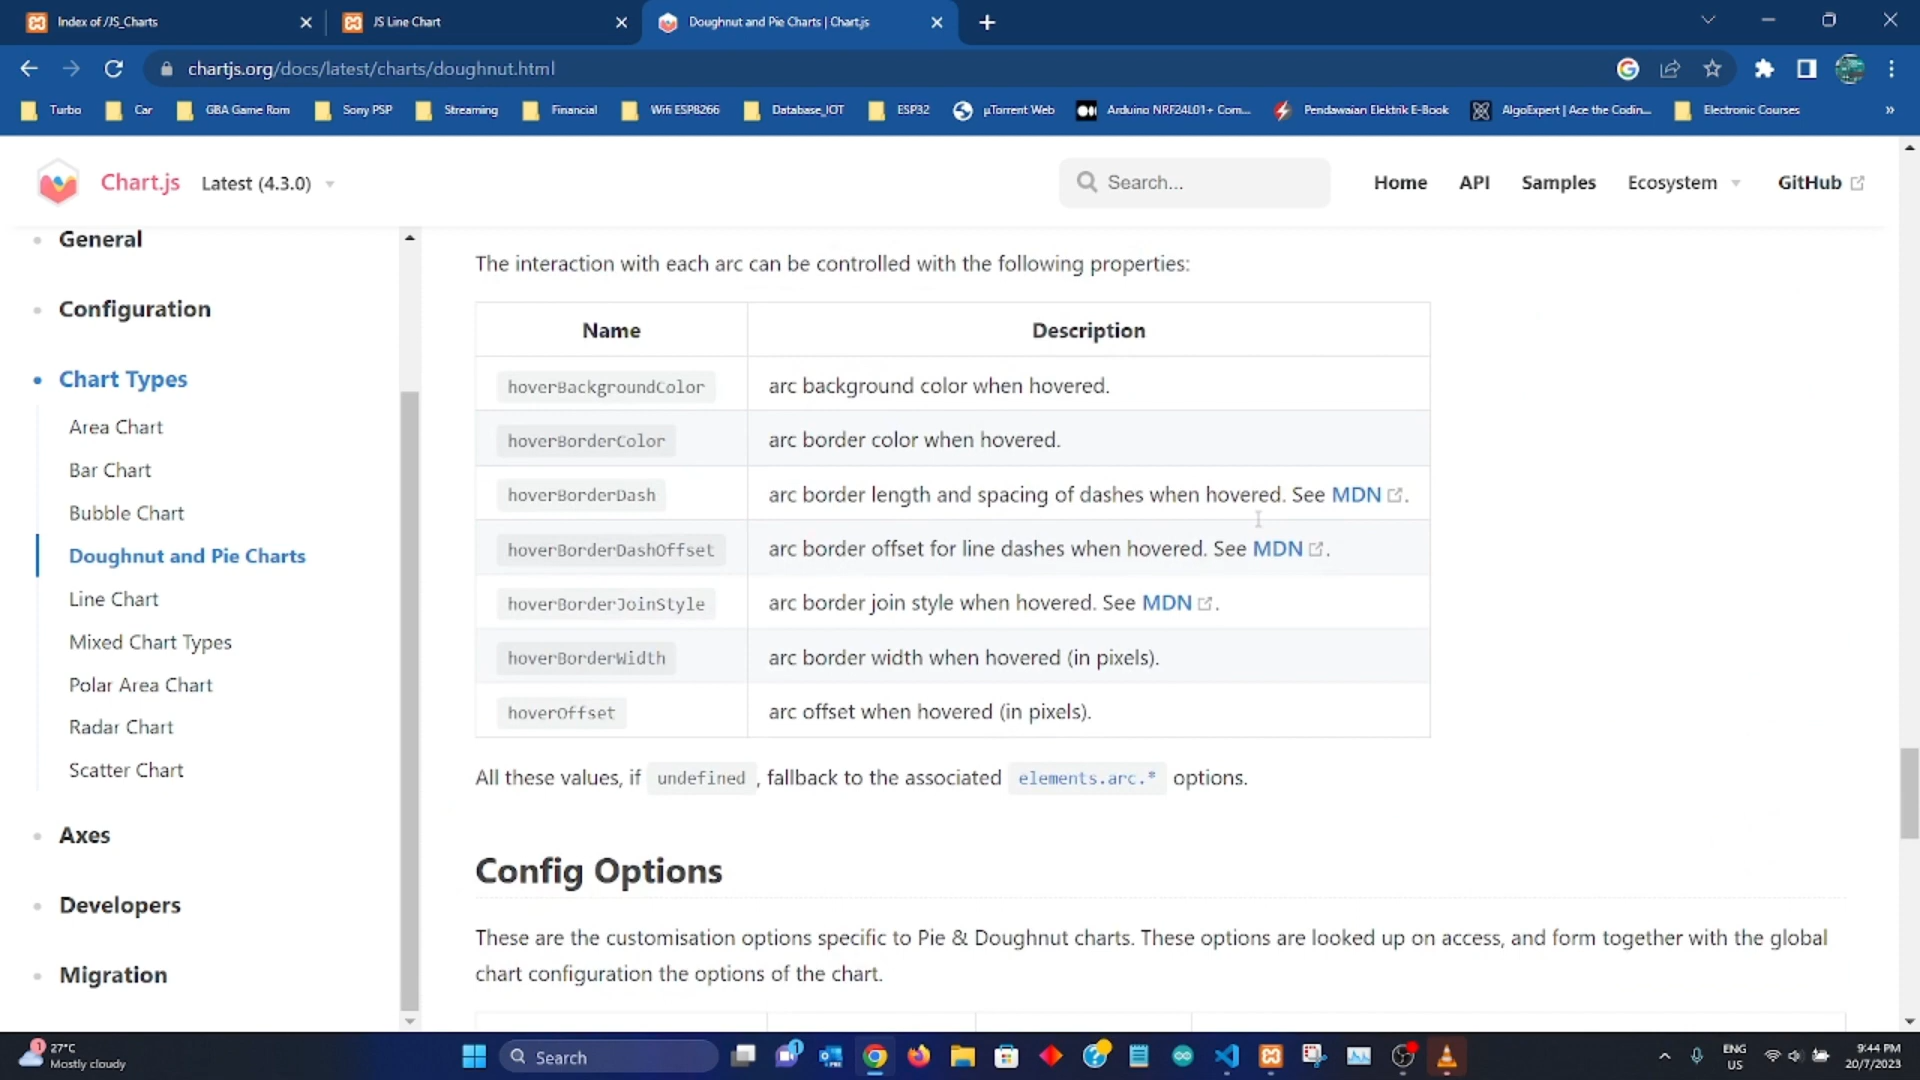 Index of /JS_Charts
JS Line Chart
Doughnut and Pie Charts | Chart.js
chartjs.org/docs/latest/charts/doughnut.html
Turbo
Car
GBA Game Rom
Sony PSP
Streaming
Financial
Wifi ESP8266
Database_IOT
ESP32
µTorrent Web
Arduino NRF24L01+ Com...
Pendawaian Elektrik E-Book
AlgoExpert | Ace the Codin...
Electronic Courses
»
Chart.js
Latest (4.3.0)
Search...
Home
API
Samples
Ecosystem
GitHub
General
Configuration
Chart Types
Area Chart
Bar Chart
Bubble Chart
Doughnut and Pie Charts
Line Chart
Mixed Chart Types
Polar Area Chart
Radar Chart
Scatter Chart
Axes
Developers
Migration
The interaction with each arc can be controlled with the following properties:
Name Description
hoverBackgroundColor arc background color when hovered.
hoverBorderColor arc border color when hovered.
hoverBorderDash arc border length and spacing of dashes when hovered. See MDN.
hoverBorderDashOffset arc border offset for line dashes when hovered. See MDN.
hoverBorderJoinStyle arc border join style when hovered. See MDN.
hoverBorderWidth arc border width when hovered (in pixels).
hoverOffset arc offset when hovered (in pixels).
All these values, if undefined, fallback to the associated elements.arc.* options.
Config Options
These are the customisation options specific to Pie & Doughnut charts. These options are looked up on access, and form together with the global
chart configuration the options of the chart.
1
27°C
Mostly cloudy
Search
1
ENG
US
9:44 PM
20/7/2023